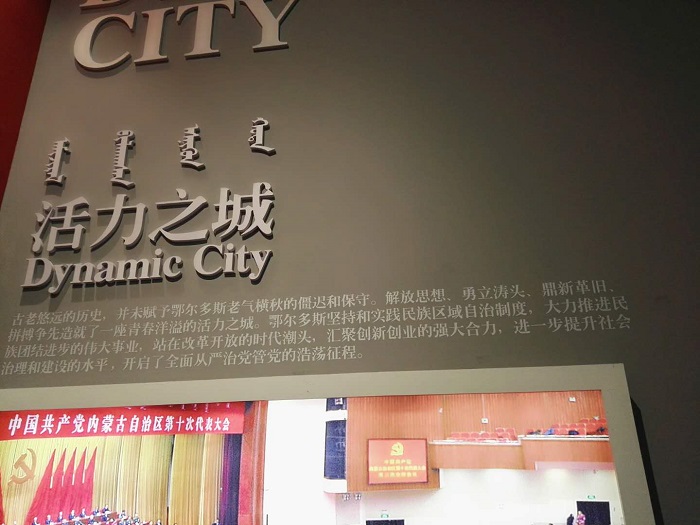 CITY
活力之城
Dynamic City
古老悠远的历史，并未赋予鄂尔多斯老气横秋的僵迟和保守。解放思想、勇立涛头、鼎新革旧、
拼搏争先造就了一座青春洋溢的活力之城。鄂尔多斯坚持和实践民族区域自治制度，大力推进民
族团结进步的伟大事业，站在改革开放的时代潮头，汇聚创新创业的强大合力，进一步提升社会
治理和建设的水平，开启了全面从严治党管党的浩荡征程。
中国共产党内蒙古自治区第十次代表大会
中国共产党